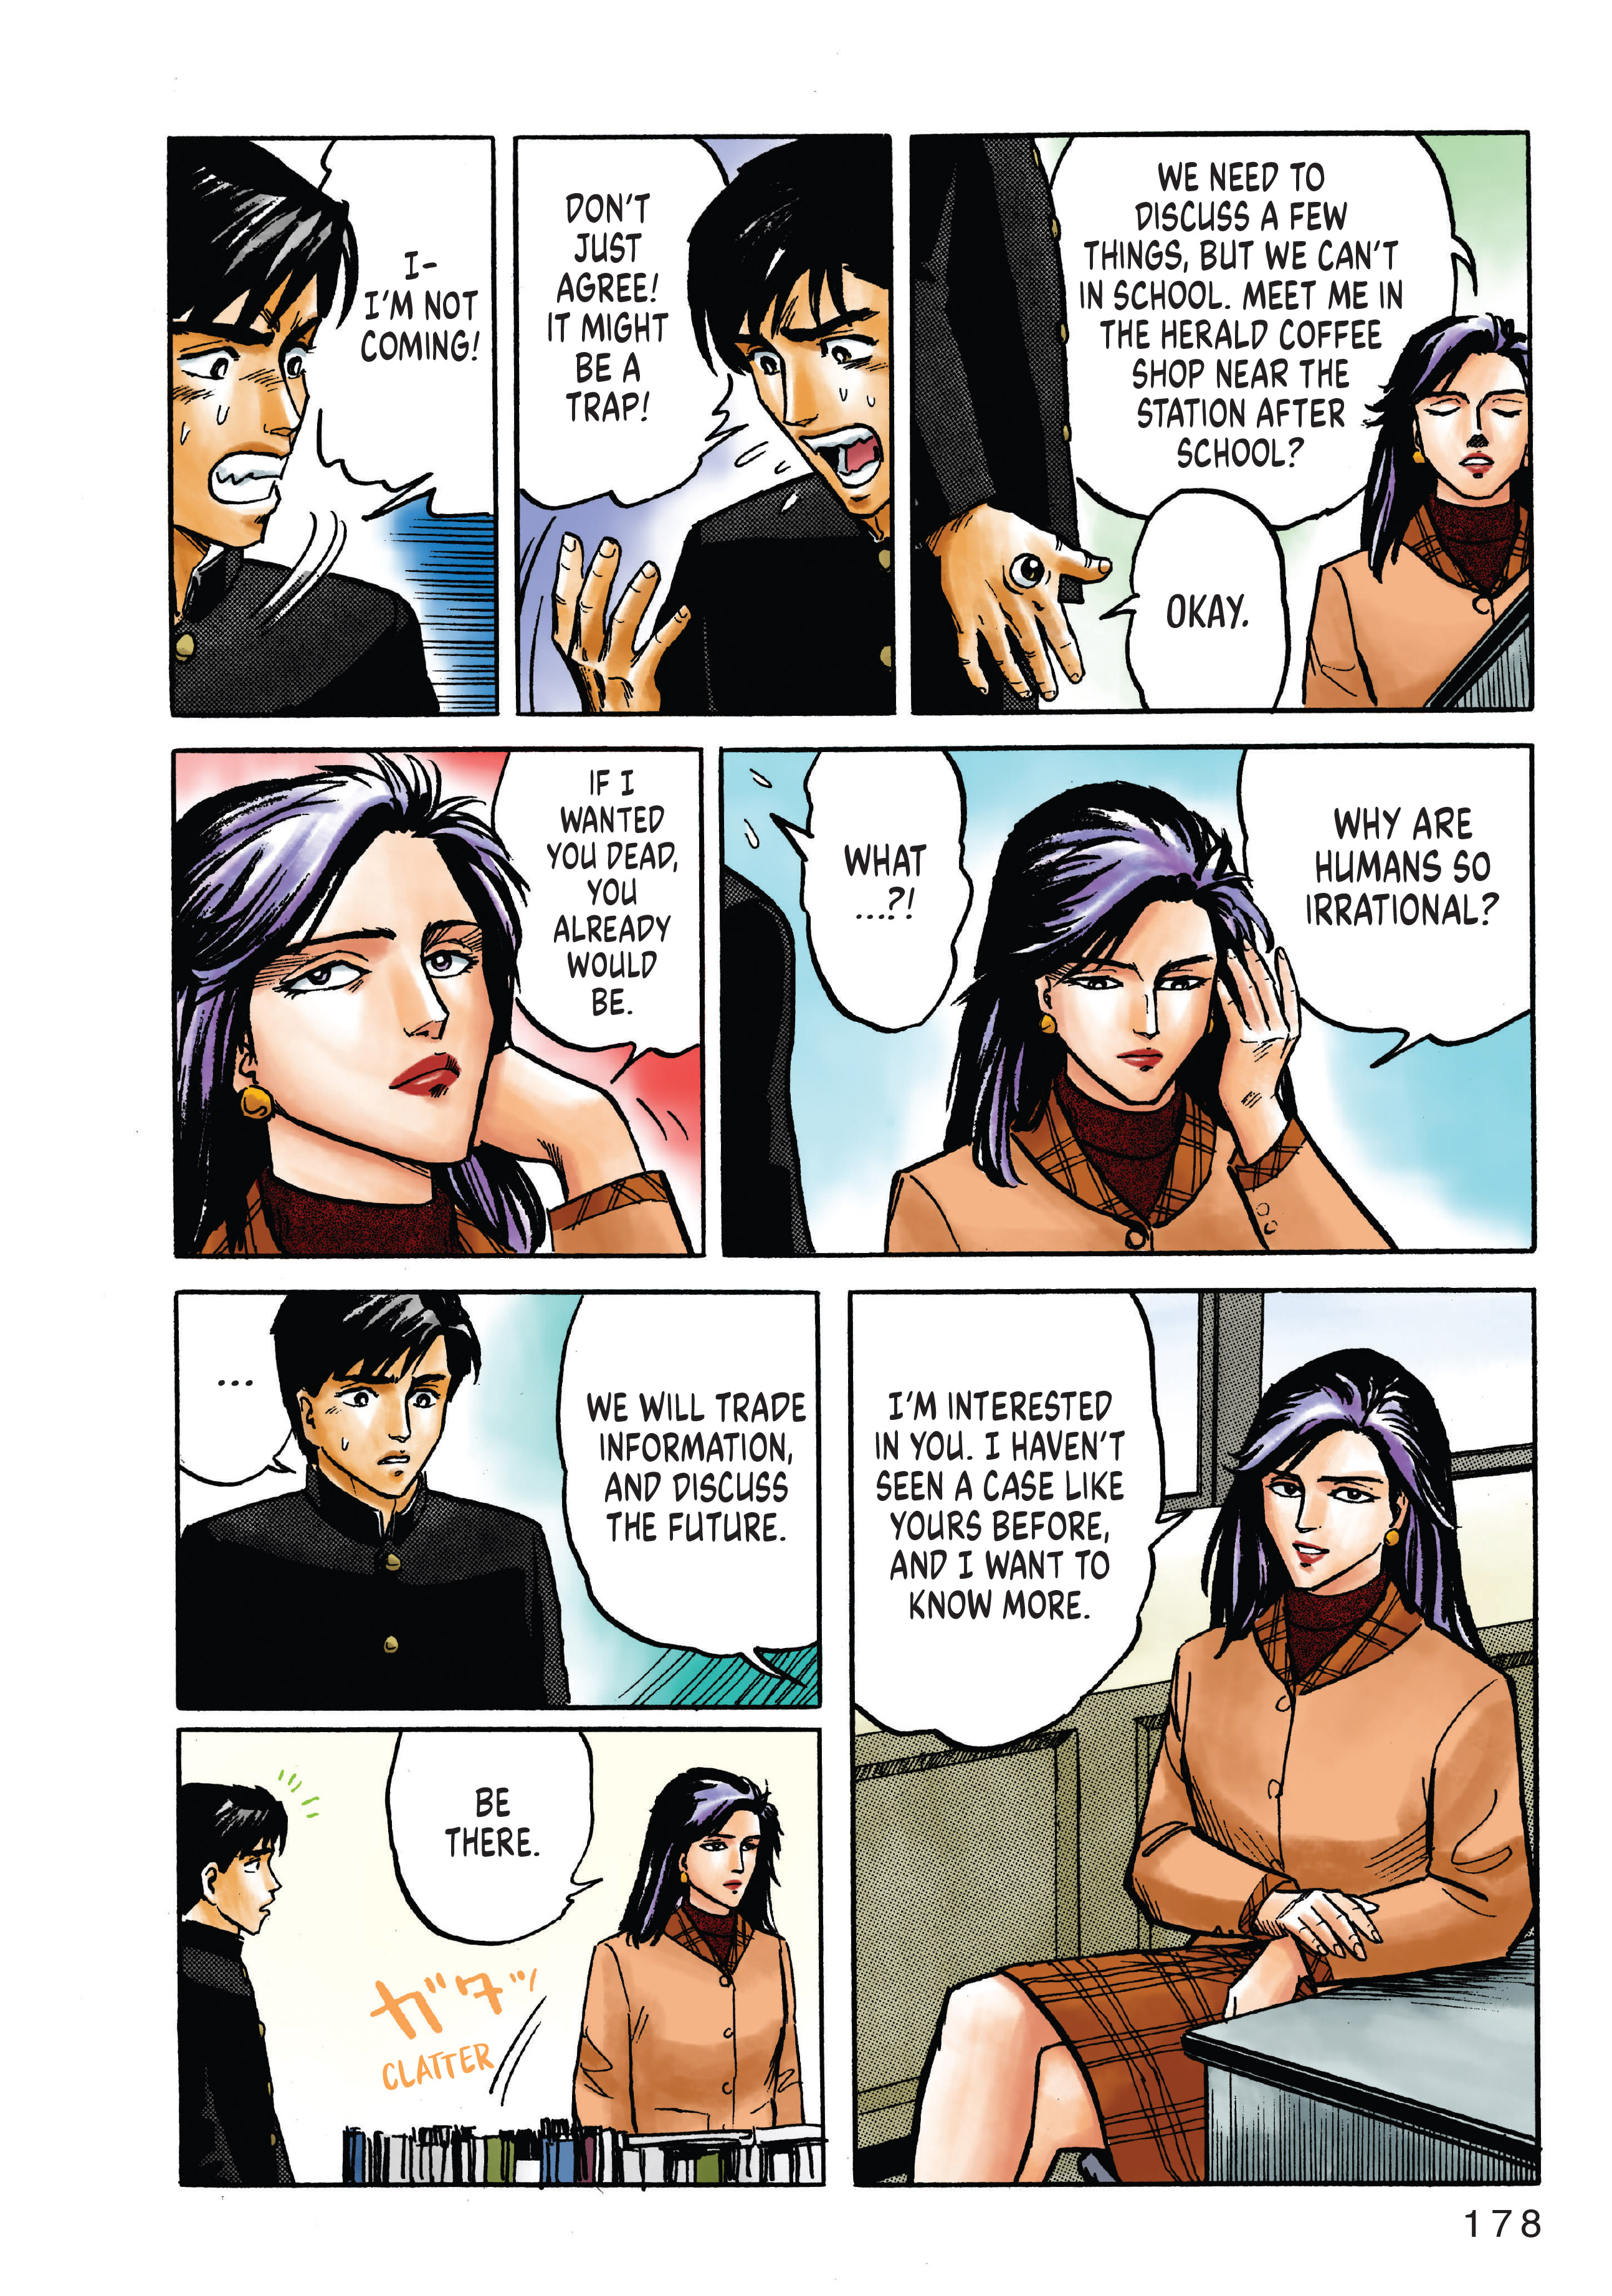 WE NEED TO
DISCUSS A FEW
THINGS, BUT WE CAN'T
IN SCHOOL. MEET ME IN
THE HERALD COFFEE
SHOP NEAR THE
STATION AFTER
SCHOOL?
OKAY.
DON'T
JUST
AGREE!
IT MIGHT
BE A
TRAP!
I-
I'M NOT
COMING!
WHY ARE
HUMANS SO
IRRATIONAL?
WHAT
...?!
IF I
WANTED
YOU DEAD,
YOU
ALREADY
WOULD
BE.
I'M INTERESTED
IN YOU. I HAVEN'T
SEEN A CASE LIKE
YOURS BEFORE,
AND I WANT TO
KNOW MORE.
WE WILL TRADE
INFORMATION,
AND DISCUSS
THE FUTURE.
...
BE
THERE.
ガタッ
CLATTER
178